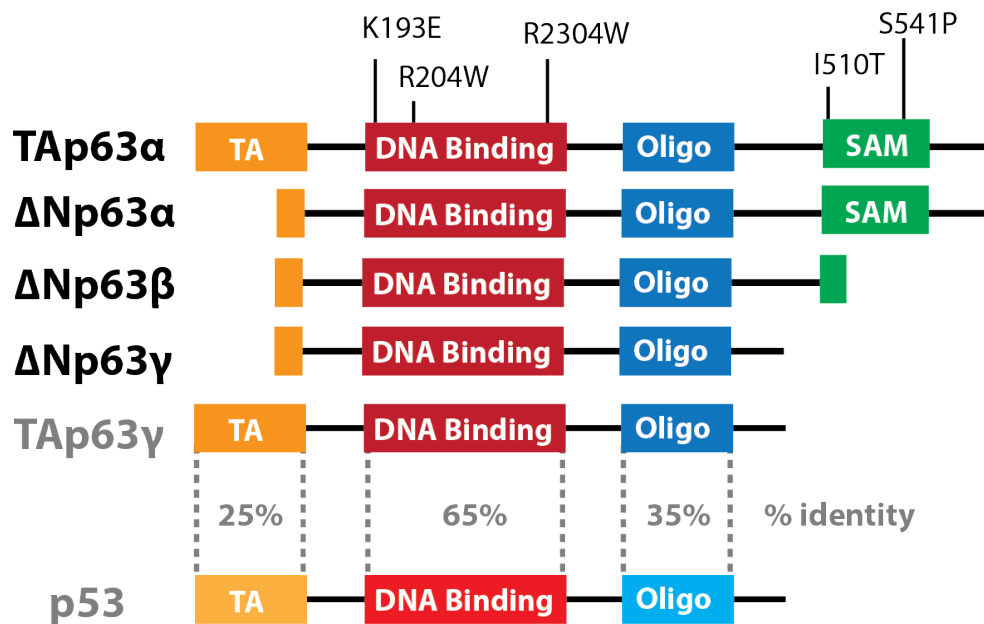 K193E
R204W
R2304W
I510T
S541P
TAp63α TA DNA Binding Oligo SAM
ΔNp63α DNA Binding Oligo SAM
ΔNp63β DNA Binding Oligo
ΔNp63γ DNA Binding Oligo
TAp63γ TA DNA Binding Oligo
25% 65% 35% % identity
p53 TA DNA Binding Oligo